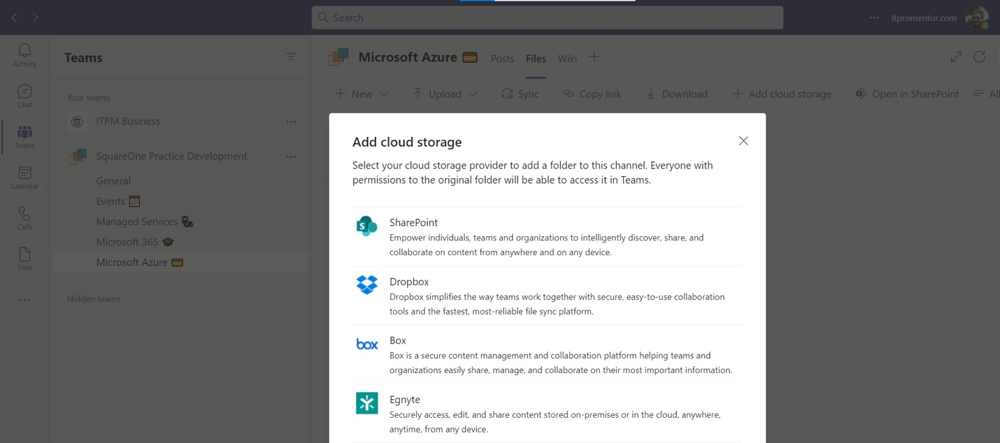 Search
itpromentor.com
Activity
Chat
Teams
Calendar
Calls
Files
Teams
Your teams
ITPM Business
SquareOne Practice Development
General
Events
Managed Services
Microsoft 365
Microsoft Azure
Hidden teams
Microsoft Azure Posts Files Wiki
New Upload Sync Copy link Download Add cloud storage Open in SharePoint All
Add cloud storage
Select your cloud storage provider to add a folder to this channel. Everyone with
permissions to the original folder will be able to access it in Teams.
SharePoint
Empower individuals, teams and organizations to intelligently discover, share, and
collaborate on content from anywhere and on any device.
Dropbox
Dropbox simplifies the way teams work together with secure, easy-to-use collaboration
tools and the fastest, most-reliable file sync platform.
box
Box
Box is a secure content management and collaboration platform helping teams and
organizations easily share, manage, and collaborate on their most important information.
Egnyte
Securely access, edit, and share content stored on-premises or in the cloud, anywhere,
anytime, from any device.